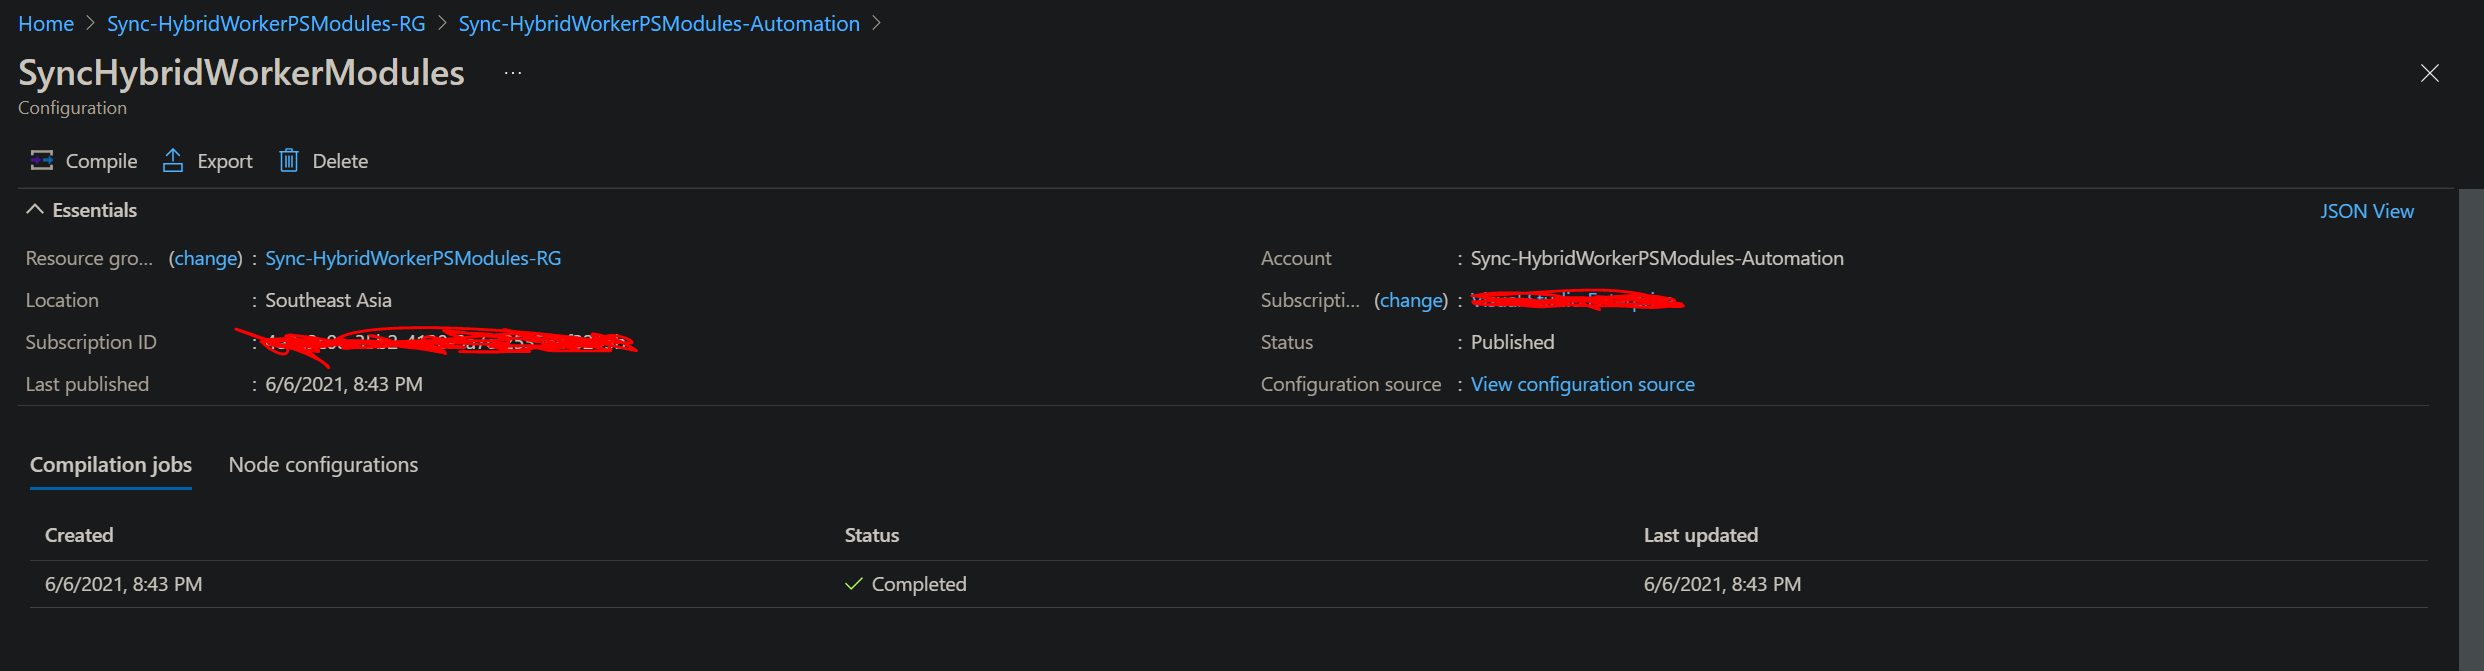 Home > Sync-HybridWorkerPSModules-RG > Sync-HybridWorkerPSModules-Automation >
SyncHybridWorkerModules ...
Configuration
Compile Export Delete
Essentials JSON View
Resource gro... (change) : Sync-HybridWorkerPSModules-RG Account : Sync-HybridWorkerPSModules-Automation
Location : Southeast Asia Subscripti... (change) :
Subscription ID : Status : Published
Last published : 6/6/2021, 8:43 PM Configuration source : View configuration source
Compilation jobs Node configurations
Created Status Last updated
6/6/2021, 8:43 PM Completed 6/6/2021, 8:43 PM